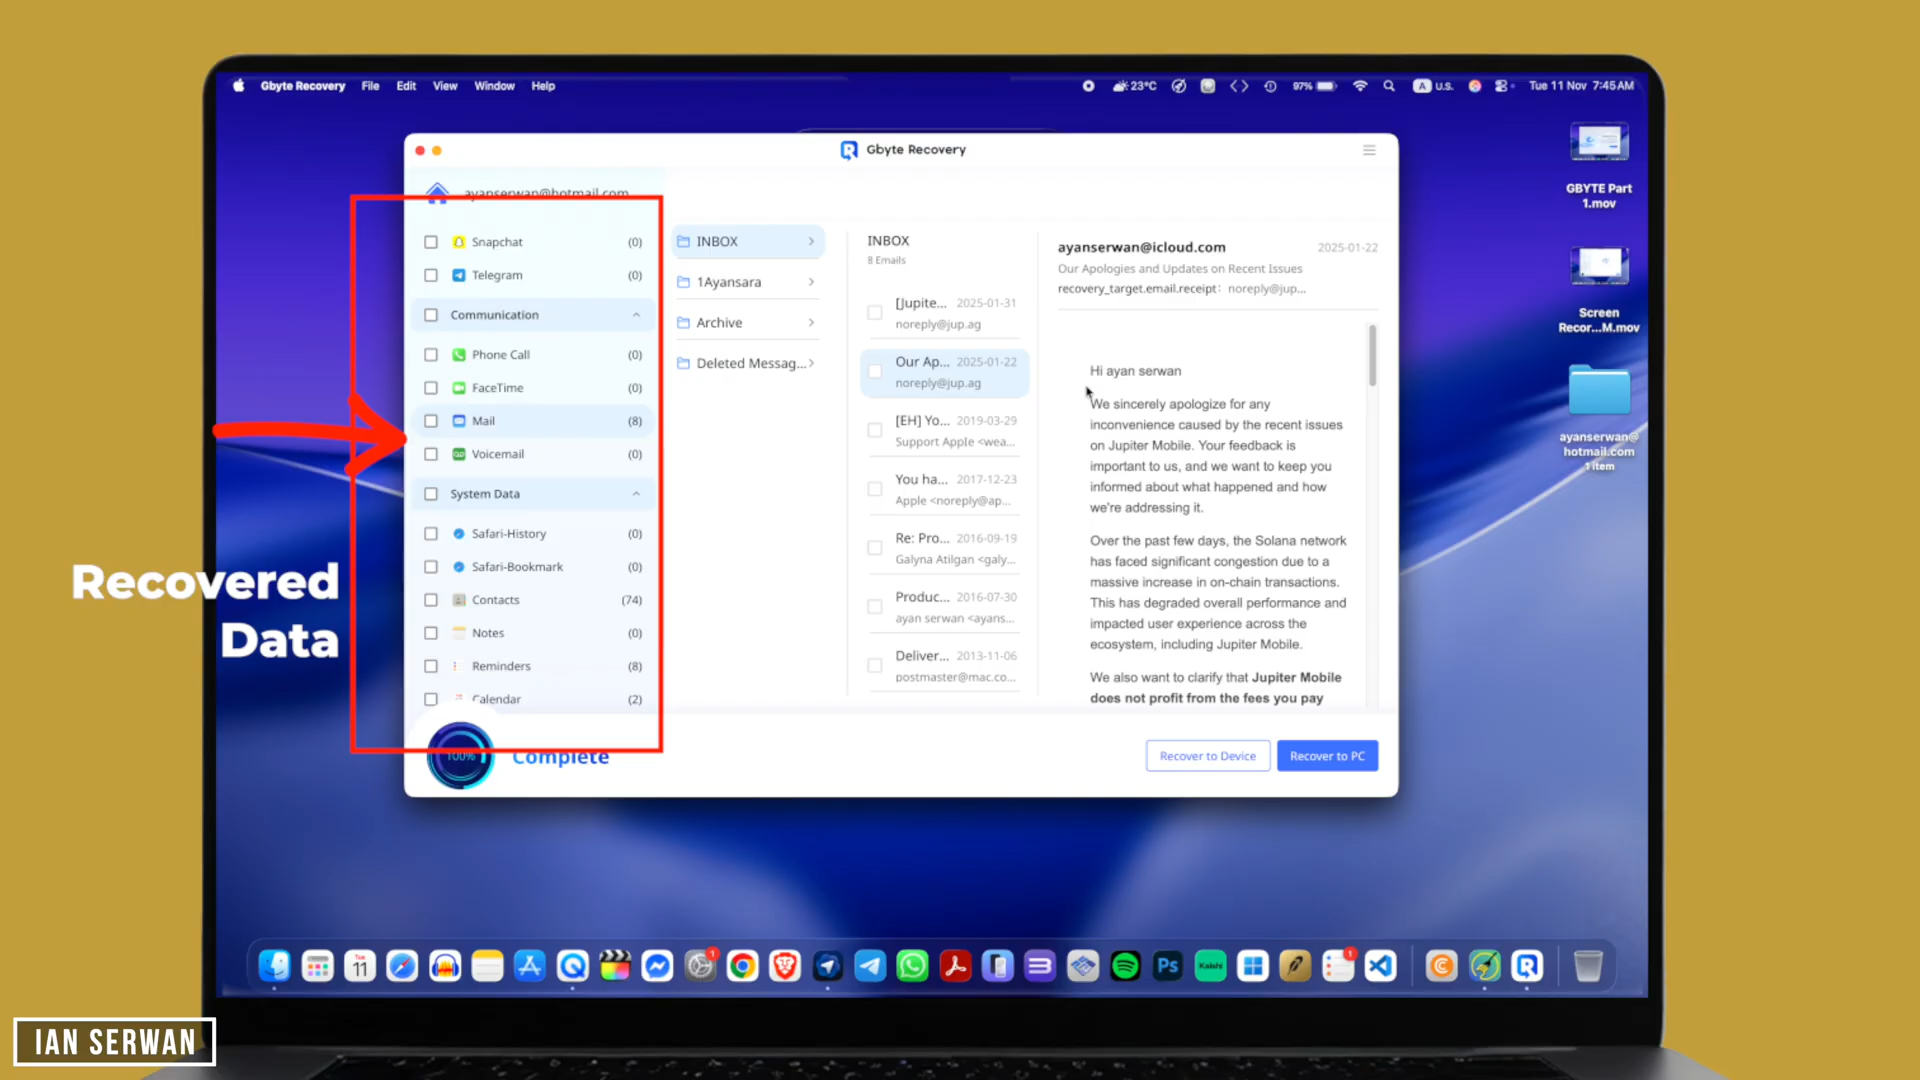 Gbyte Recovery File Edit View Window Help
23°C 97% A U.S. Tue 11 Nov 7:45 AM
Gbyte Recovery
ayanserwan@hotmail.com
Snapchat (0)
Telegram (0)
Communication
Phone Call (0)
FaceTime (0)
Mail (8)
Voicemail (0)
System Data
Safari-History (0)
Safari-Bookmark (0)
Contacts (74)
Notes (0)
Reminders (8)
Calendar (2)
100% Complete
INBOX
1Ayansara
Archive
Deleted Messag...
INBOX
8 Emails
[Jupite... 2025-01-31
noreply@jup.ag
Our Ap... 2025-01-22
noreply@jup.ag
[EH] Yo... 2019-03-29
Support Apple <wea...
You ha... 2017-12-23
Apple <noreply@ap...
Re: Pro... 2016-09-19
Galyna Atilgan <galy...
Produc... 2016-07-30
ayan serwan <ayans...
Deliver... 2013-11-06
postmaster@mac.co...
ayanserwan@icloud.com 2025-01-22
Our Apologies and Updates on Recent Issues
recovery_target.email.receipt: noreply@jup...
Hi ayan serwan
We sincerely apologize for any
inconvenience caused by the recent issues
on Jupiter Mobile. Your feedback is
important to us, and we want to keep you
informed about what happened and how
we're addressing it.
Over the past few days, the Solana network
has faced significant congestion due to a
massive increase in on-chain transactions.
This has degraded overall performance and
impacted user experience across the
ecosystem, including Jupiter Mobile.
We also want to clarify that Jupiter Mobile
does not profit from the fees you pay
Recover to Device Recover to PC
GBYTE Part
1.mov
Screen
Recor...M.mov
ayanserwan@
hotmail.com
1 item
Recovered
Data
Tue
11
1
Ps
Kalshi
1
IAN SERWAN